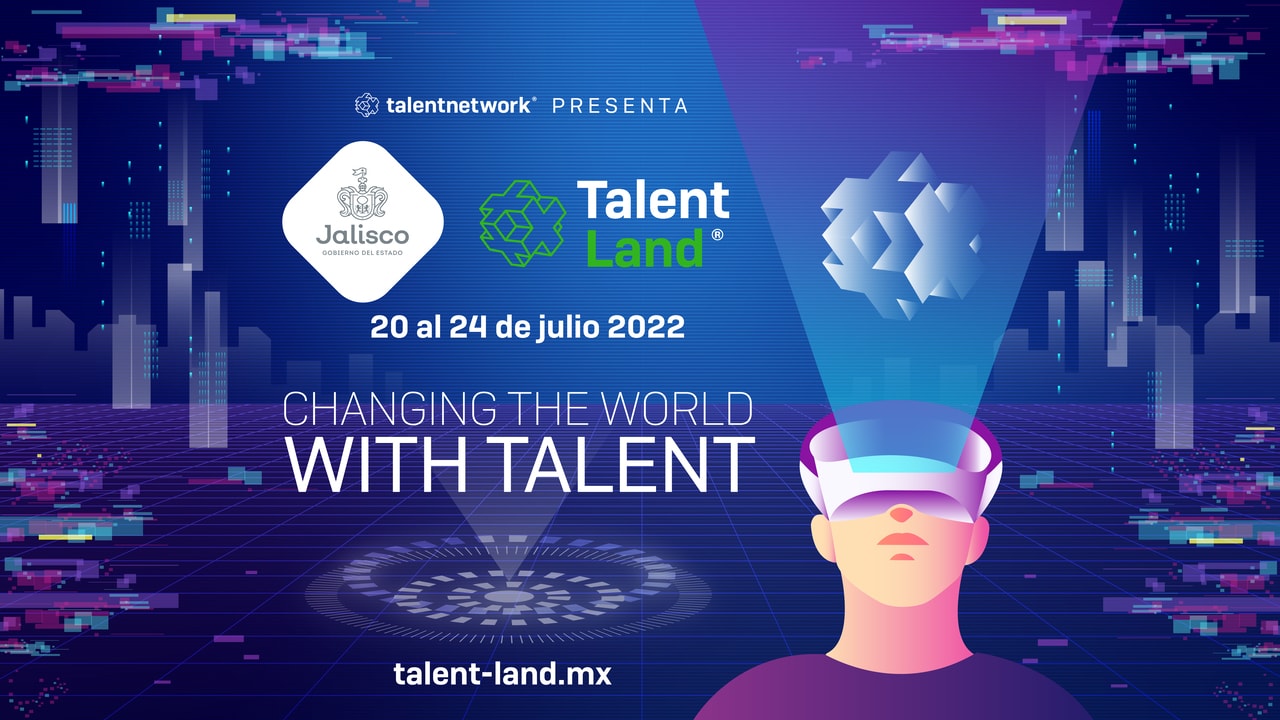 talentnetwork® PRESENTA
Jalisco
GOBIERNO DEL ESTADO
Talent
Land®
20 al 24 de julio 2022
CHANGING THE WORLD
WITH TALENT
talent-land.mx